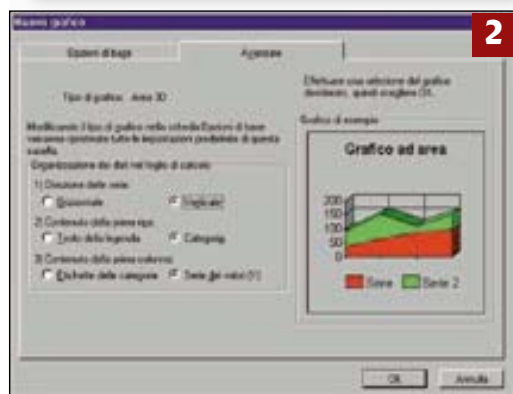 Nuovo grafico
2
Opzioni di base
Avanzate
Tipo di grafico: Area 3D
Effettuare una selezione del grafico
desiderato, quindi scegliere OK.
Modificando il tipo di grafico nella scheda Opzioni di base
verranno ripristinate tutte le impostazioni predefinite di questa
scheda.
Organizzazione dei dati nel foglio di calcolo
1) Direzione delle serie:
Orizzontale
Verticale
2) Contenuto della prima riga:
Testo della legenda
Categoria
3) Contenuto della prima colonna:
Etichette delle categorie
Serie dei valori (Y)
Grafico di esempio
Grafico ad area
200
150
100
50
0
Serie
Serie 2
OK
Annulla